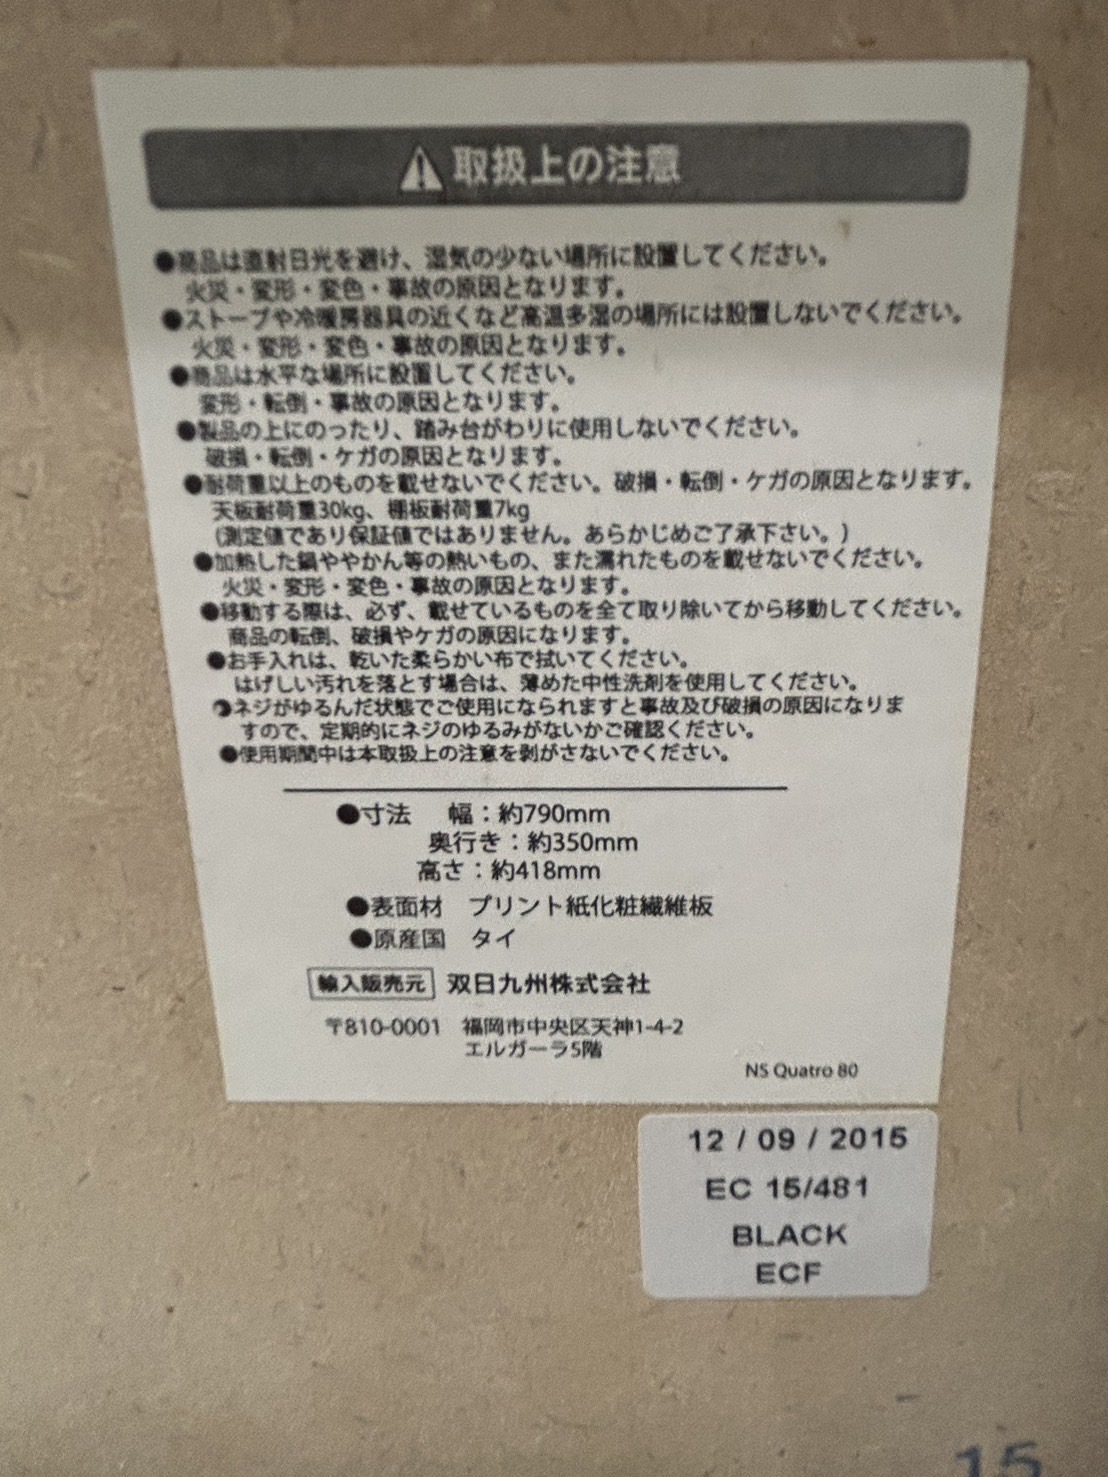 ⚠取扱上の注意
●商品は直射日光を避け、湿気の少ない場所に設置してください。
火災・変形・変色・事故の原因となります。
●ストーブや冷暖房器具の近くなど高温多湿の場所には設置しないでください。
火災・変形・変色・事故の原因となります。
●商品は水平な場所に設置してください。
変形・転倒・事故の原因となります。
●製品の上にのったり、踏み台がわりに使用しないでください。
破損・転倒・ケガの原因となります。
●耐荷重以上のものを載せないでください。破損・転倒・ケガの原因となります。
天板耐荷重30kg、棚板耐荷重7kg
(測定値であり保証値ではありません。あらかじめご了承下さい。)
●加熱した鍋ややかん等の熱いもの、また濡れたものを載せないでください。
火災・変形・変色・事故の原因となります。
●移動する際は、必ず、載せているものを全て取り除いてから移動してください。
商品の転倒、破損やケガの原因になります。
●お手入れは、乾いた柔らかい布で拭いてください。
はげしい汚れを落とす場合は、薄めた中性洗剤を使用してください。
●ネジがゆるんだ状態でご使用になられますと事故及び破損の原因になりま
すので、定期的にネジのゆるみがないかご確認ください。
●使用期間中は本取扱上の注意を剝がさないでください。
●寸法 幅：約790mm
奥行き：約350mm
高さ：約418mm
●表面材 プリント紙化粧繊維板
●原産国 タイ
輸入販売元 双日九州株式会社
〒810-0001 福岡市中央区天神1-4-2
エルガーラ5階
NS Quatro 80
12 / 09 / 2015
EC 15/481
BLACK
ECF
15